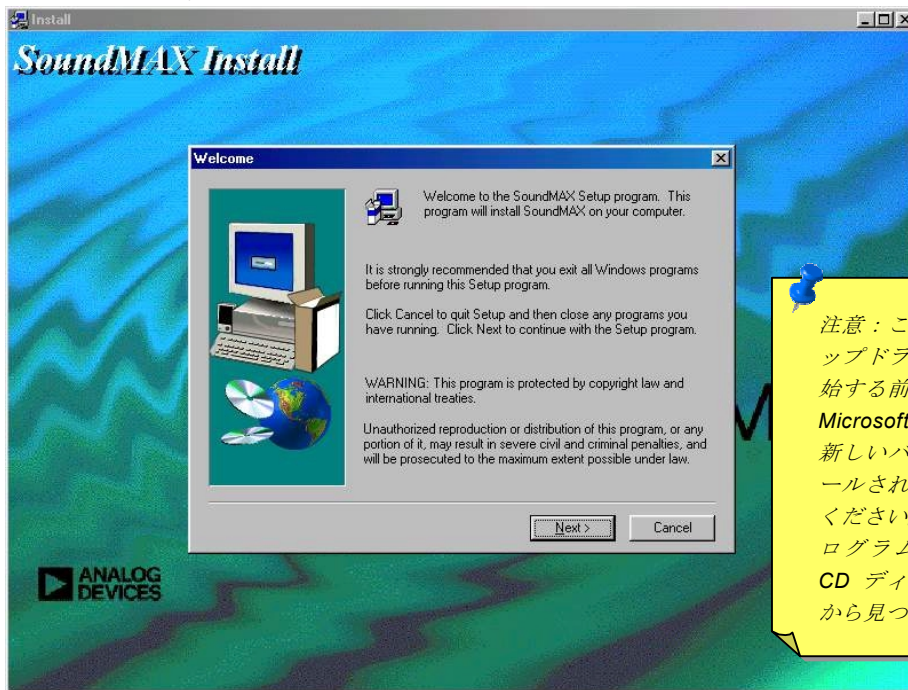 Install
SoundMAX Install
Welcome
Welcome to the SoundMAX Setup program. This
program will install SoundMAX on your computer.
It is strongly recommended that you exit all Windows programs
before running this Setup program.
Click Cancel to quit Setup and then close any programs you
have running. Click Next to continue with the Setup program.
WARNING: This program is protected by copyright law and
international treaties.
Unauthorized reproduction or distribution of this program, or any
portion of it, may result in severe civil and criminal penalties, and
will be prosecuted to the maximum extent possible under law.
Next >
Cancel
ANALOG
DEVICES
注意：こ
ップドラ
始する前
Microsoft
新しいバ
ールされ
ください
ログラム
CD ディ
から見つ